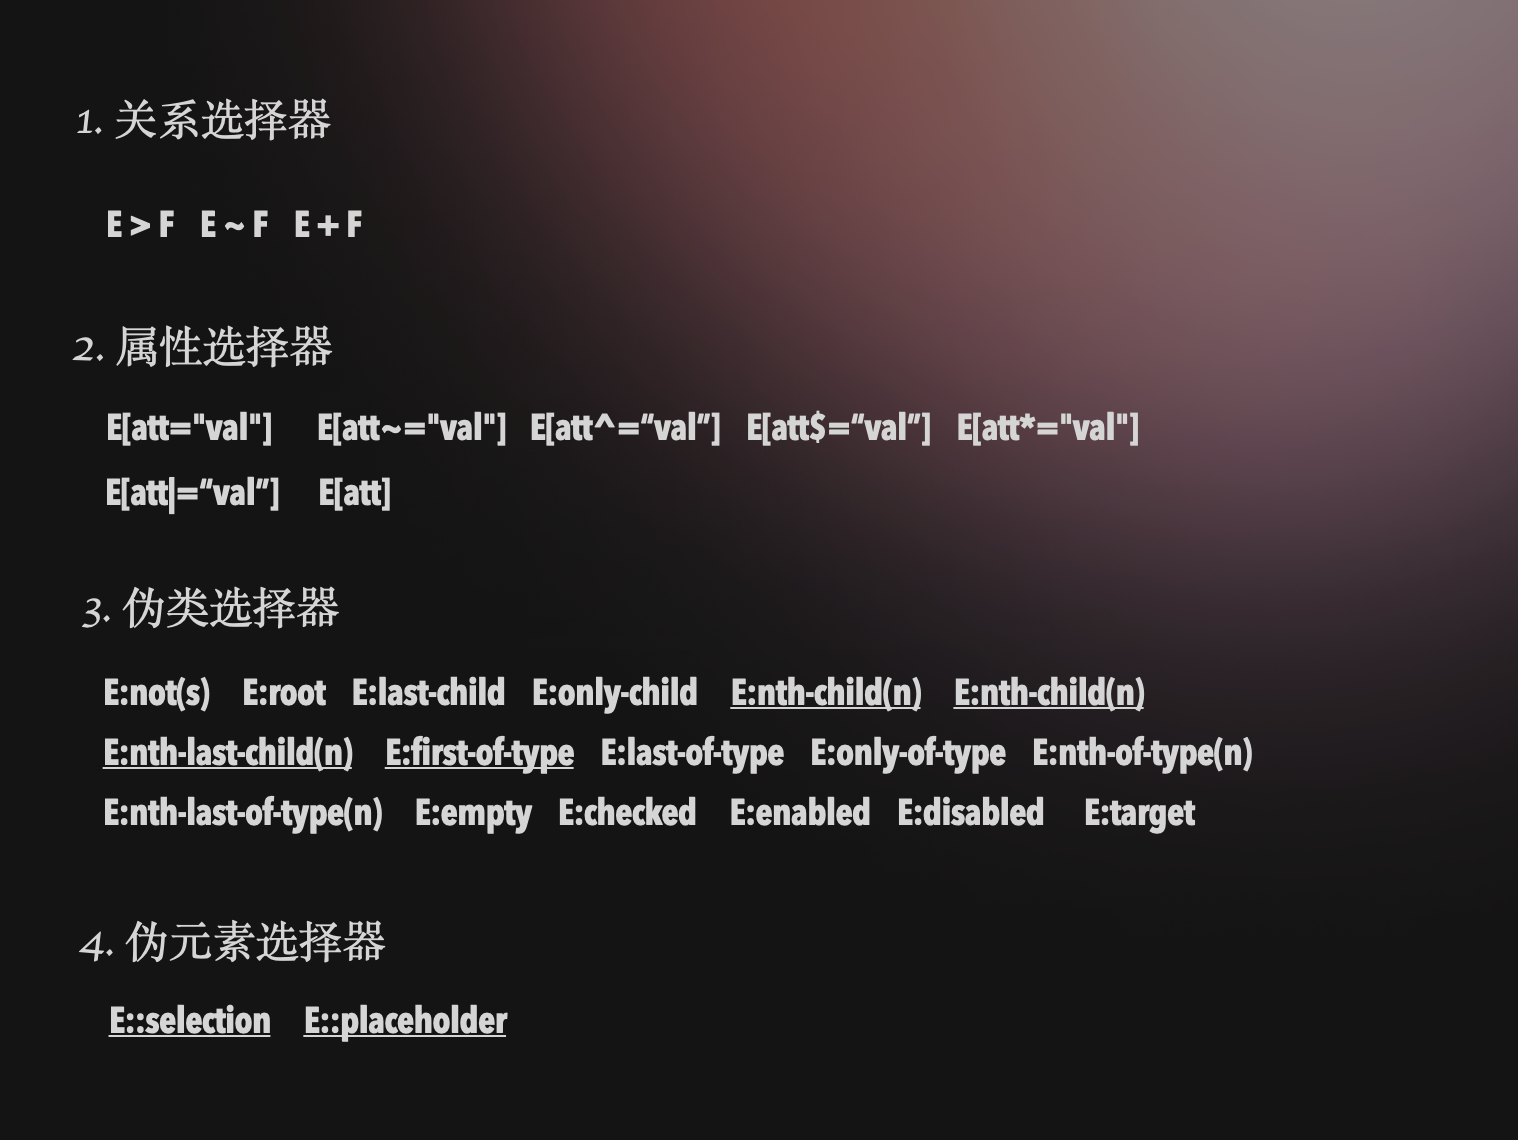 1. 关系选择器
E > F E ~ F E + F
2. 属性选择器
E[att="val"] E[att~="val"] E[att^=“val”] E[att$=“val”] E[att*="val"]
E[att|=“val”] E[att]
3. 伪类选择器
E:not(s) E:root E:last-child E:only-child E:nth-child(n) E:nth-child(n)
E:nth-last-child(n) E:first-of-type E:last-of-type E:only-of-type E:nth-of-type(n)
E:nth-last-of-type(n) E:empty E:checked E:enabled E:disabled E:target
4. 伪元素选择器
E::selection E::placeholder